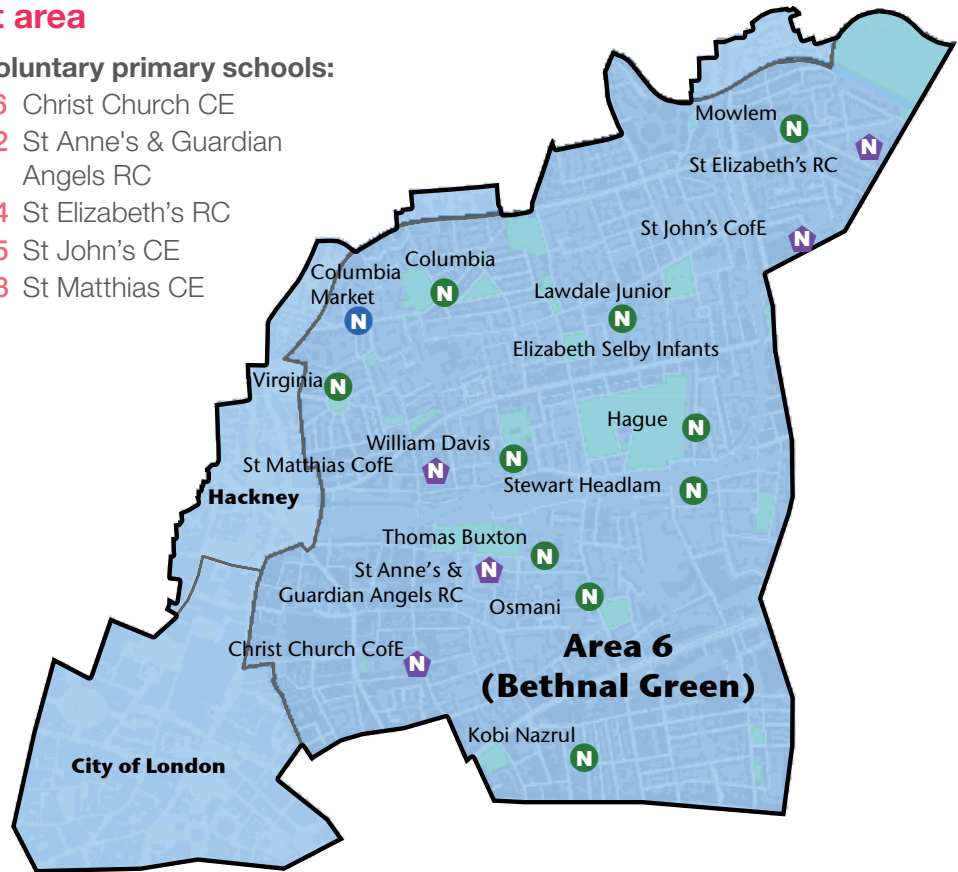 t area
oluntary primary schools:
6 Christ Church CE
2 St Anne's & Guardian
Angels RC
4 St Elizabeth's RC
5 St John's CE
3 St Matthias CE
Mowlem
N
N
St Elizabeth's RC
St John's CofE
N
Columbia
Columbia
Market
N
N
Lawdale Junior
N
Elizabeth Selby Infants
Virginia
N
Hague
N
William Davis
N
St Matthias CofE
N
Stewart Headlam
N
Hackney
Thomas Buxton
N
St Anne's &
Guardian Angels RC
N
Osmani
N
Christ Church CofE
N
Area 6
(Bethnal Green)
Kobi Nazrul
N
City of London